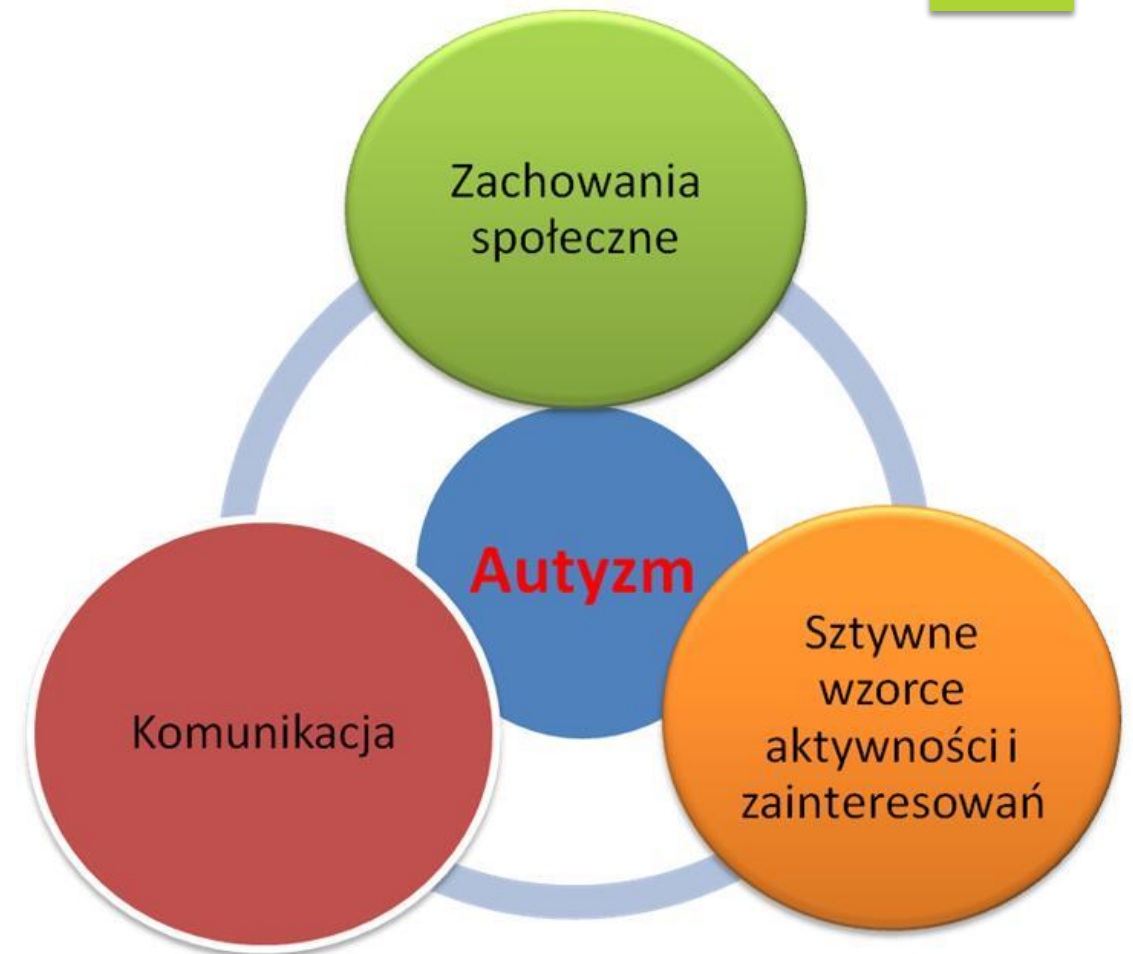 Zachowania
społeczne
Autyzm
Komunikacja
Sztywne
wzorce
aktywności i
zainteresowań